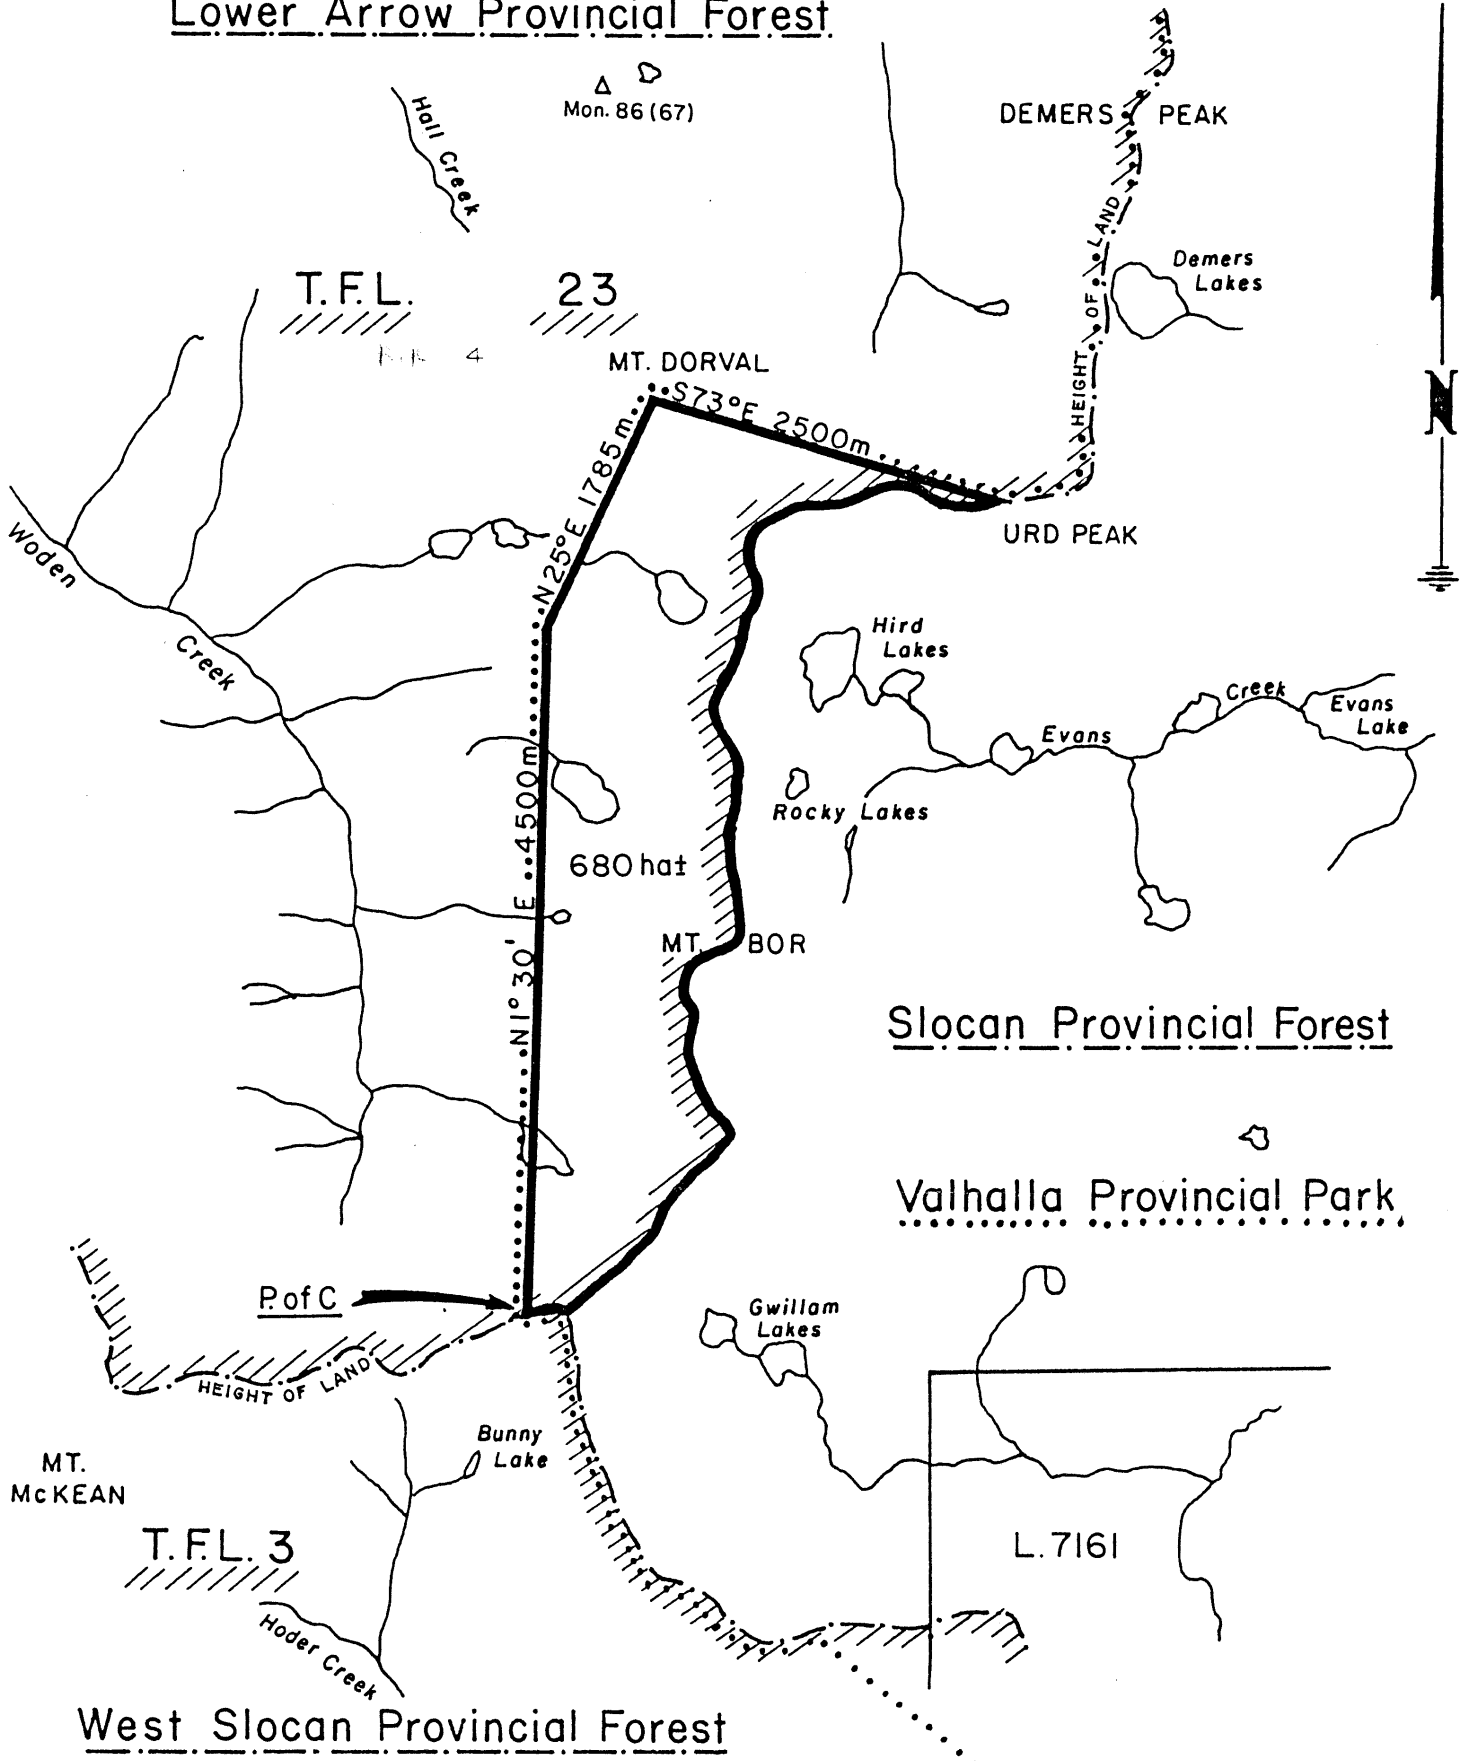 Lower Arrow Provincial Forest
Mon. 86 (67)
Hall Creek
DEMERS PEAK
HEIGHT OF LAND
Demers
Lakes
T.F.L. 23
4
MT. DORVAL
S73°E 2500m
N25°E 1785m
URD PEAK
N
Woden
Creek
Hird
Lakes
Creek
Evans
Lake
Evans
Rocky Lakes
N1°30' E 4500m
680 ha±
MT. BOR
Slocan Provincial Forest
Valhalla Provincial Park
P.of C
HEIGHT OF LAND
Gwillam
Lakes
Bunny
Lake
MT.
McKEAN
T.F.L. 3
L.7161
Hoder Creek
West Slocan Provincial Forest